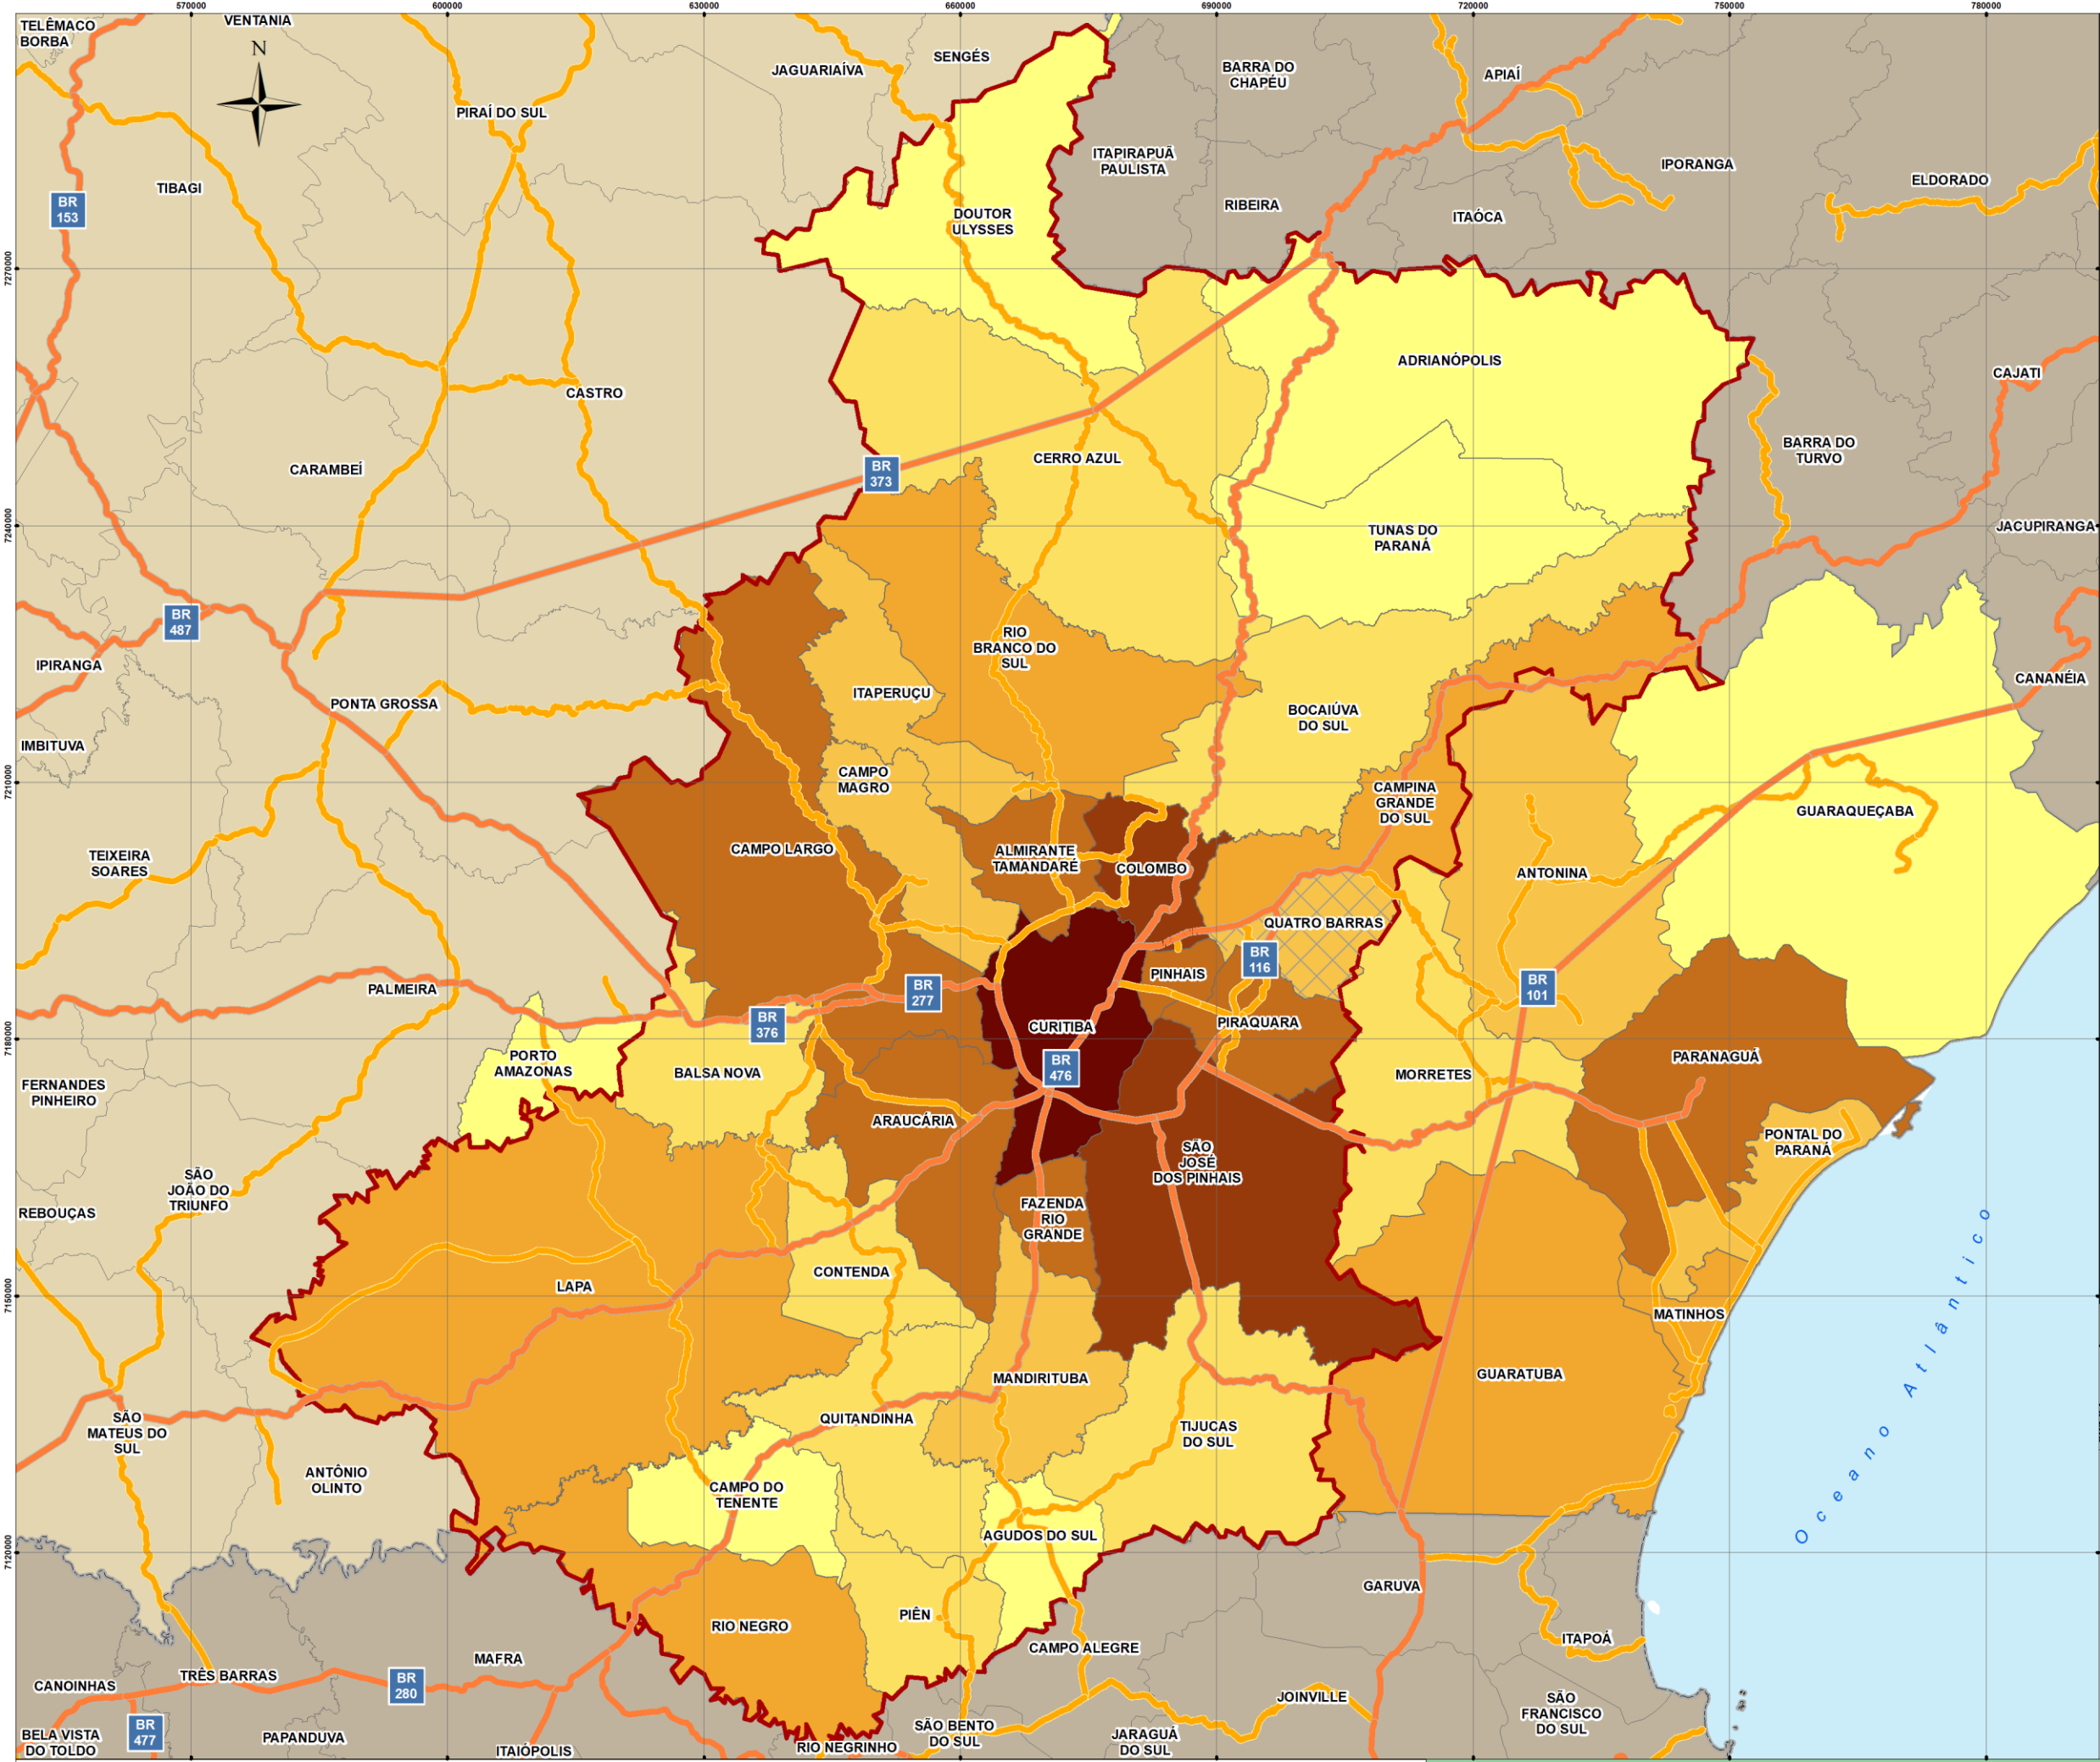 570000
600000
630000
660000
690000
720000
750000
780000
TELÊMACO
BORBA
VENTANIA
N
SENGÉS
JAGUARIAÍVA
BARRA DO
CHAPÉU
APIAÍ
PIRAÍ DO SUL
ITAPIRAPUÃ
PAULISTA
IPORANGA
TIBAGI
ELDORADO
BR
153
RIBEIRA
ITAÓCA
DOUTOR
ULYSSES
7270000
ADRIANÓPOLIS
CAJATI
CASTRO
BARRA DO
TURVO
CERRO AZUL
CARAMBEÍ
BR
373
7240000
TUNAS DO
PARANÁ
JACUPIRANGA
BR
487
RIO
BRANCO DO
SUL
IPIRANGA
CANANÉIA
ITAPERUÇU
PONTA GROSSA
BOCAIÚVA
DO SUL
IMBITUVA
CAMPO
MAGRO
7210000
CAMPINA
GRANDE
DO SUL
GUARAQUEÇABA
CAMPO LARGO
TEIXEIRA
SOARES
ALMIRANTE
TAMANDARÉ
COLOMBO
ANTONINA
QUATRO BARRAS
BR
116
PINHAIS
PALMEIRA
BR
277
BR
101
BR
376
CURITIBA
PIRAQUARA
7180000
PORTO
AMAZONAS
BALSA NOVA
BR
476
MORRETES
PARANAGUÁ
FERNANDES
PINHEIRO
ARAUCÁRIA
PONTAL DO
PARANÁ
SÃO
JOSÉ
DOS PINHAIS
SÃO
JOÃO DO
TRIUNFO
REBOUÇAS
FAZENDA
RIO
GRANDE
CONTENDA
LAPA
7150000
MATINHOS
Oceano Atlântico
GUARATUBA
MANDIRITUBA
QUITANDINHA
SÃO
MATEUS DO
SUL
TIJUCAS
DO SUL
ANTÔNIO
OLINTO
CAMPO DO
TENENTE
AGUDOS DO SUL
7120000
GARUVA
PIÊN
RIO NEGRO
ITAPOÁ
CAMPO ALEGRE
MAFRA
TRÊS BARRAS
CANOINHAS
BR
280
JOINVILLE
SÃO
FRANCISCO
DO SUL
BELA VISTA
DO TOLDO
BR
477
PAPANDUVA
ITAIÓPOLIS
RIO NEGRINHO
SÃO BENTO
DO SUL
JARAGUÁ
DO SUL